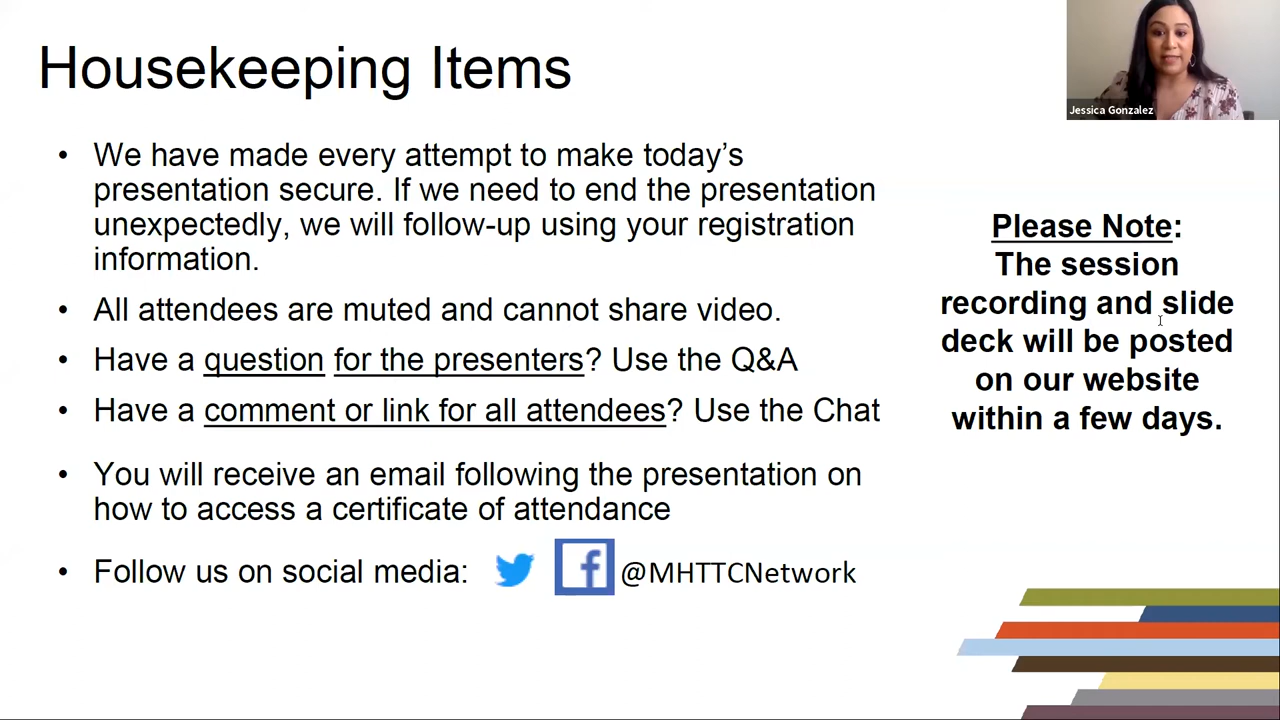 Housekeeping Items
Jessica Gonzalez
• We have made every attempt to make today’s
presentation secure. If we need to end the presentation
unexpectedly, we will follow-up using your registration
information.
• All attendees are muted and cannot share video.
• Have a question for the presenters? Use the Q&A
• Have a comment or link for all attendees? Use the Chat
• You will receive an email following the presentation on
how to access a certificate of attendance
• Follow us on social media: @MHTTCNetwork
Please Note:
The session
recording and slide
deck will be posted
on our website
within a few days.